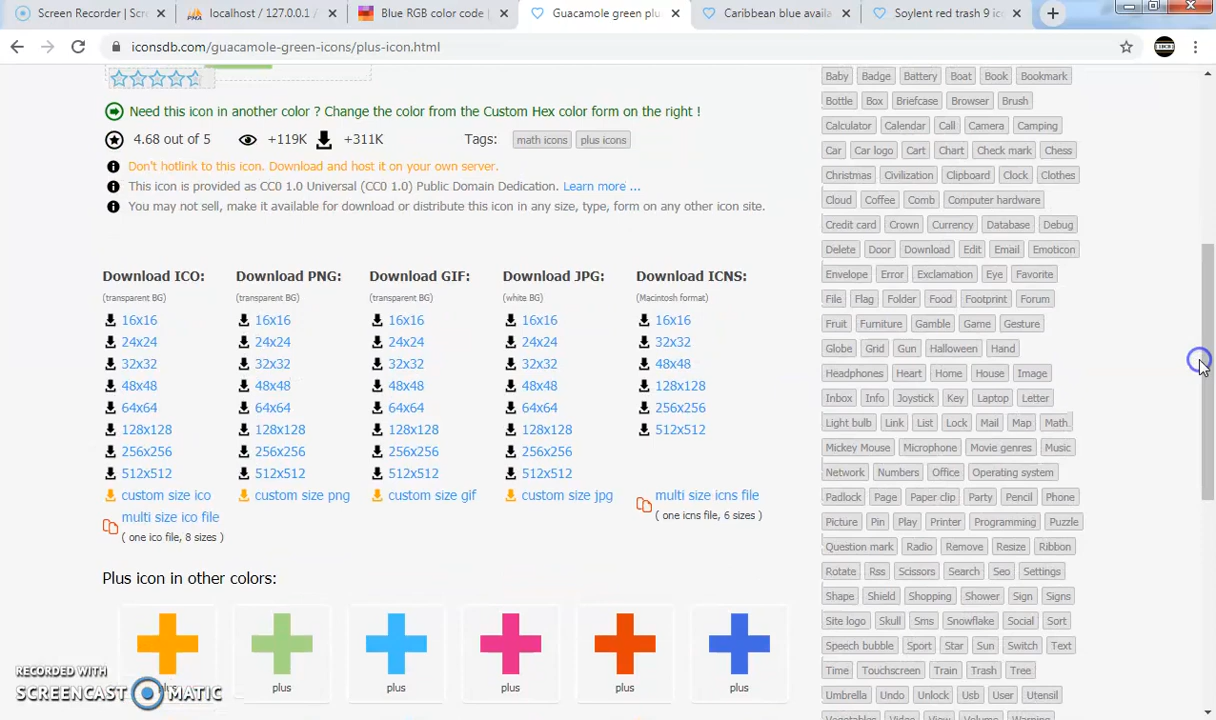 Screen Recorder | Scr
localhost / 127.0.0.1 /
Blue RGB color code |
Guacamole green plu
Caribbean blue availa
Soylent red trash 9 ic
iconsdb.com/guacamole-green-icons/plus-icon.html
Need this icon in another color ? Change the color from the Custom Hex color form on the right !
4.68 out of 5 +119K +311K Tags: math icons plus icons
Don't hotlink to this icon. Download and host it on your own server.
This icon is provided as CC0 1.0 Universal (CC0 1.0) Public Domain Dedication. Learn more ...
You may not sell, make it available for download or distribute this icon in any size, type, form on any other icon site.
Download ICO: Download PNG: Download GIF: Download JPG: Download ICNS:
(transparent BG) (transparent BG) (transparent BG) (white BG) (Macintosh format)
16x16 16x16 16x16 16x16 16x16
24x24 24x24 24x24 24x24 32x32
32x32 32x32 32x32 32x32 48x48
48x48 48x48 48x48 48x48 128x128
64x64 64x64 64x64 64x64 256x256
128x128 128x128 128x128 128x128 512x512
256x256 256x256 256x256 256x256
512x512 512x512 512x512 512x512
custom size ico custom size png custom size gif custom size jpg multi size icns file
( one icns file, 6 sizes )
multi size ico file
( one ico file, 8 sizes )
Plus icon in other colors:
plus plus plus plus plus
RECORDED WITH
SCREENCAST MATIC
Baby Badge Battery Boat Book Bookmark
Bottle Box Briefcase Browser Brush
Calculator Calendar Call Camera Camping
Car Car logo Cart Chart Check mark Chess
Christmas Civilization Clipboard Clock Clothes
Cloud Coffee Comb Computer hardware
Credit card Crown Currency Database Debug
Delete Door Download Edit Email Emoticon
Envelope Error Exclamation Eye Favorite
File Flag Folder Food Footprint Forum
Fruit Furniture Gamble Game Gesture
Globe Grid Gun Halloween Hand
Headphones Heart Home House Image
Inbox Info Joystick Key Laptop Letter
Light bulb Link List Lock Mail Map Math
Mickey Mouse Microphone Movie genres Music
Network Numbers Office Operating system
Padlock Page Paper clip Party Pencil Phone
Picture Pin Play Printer Programming Puzzle
Question mark Radio Remove Resize Ribbon
Rotate Rss Scissors Search Seo Settings
Shape Shield Shopping Shower Sign Signs
Site logo Skull Sms Snowflake Social Sort
Speech bubble Sport Star Sun Switch Text
Time Touchscreen Train Trash Tree
Umbrella Undo Unlock Usb User Utensil
Vegetables Video View Volume Warning